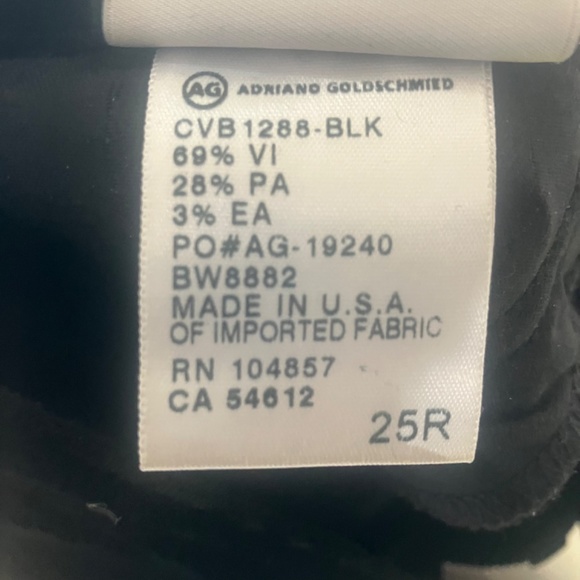 AG ADRIANO GOLDSCHMIED
CVB1288-BLK
69% VI
28% PA
3% EA
PO#AG-19240
BW8882
MADE IN U.S.A.
OF IMPORTED FABRIC
RN 104857
CA 54612
25R